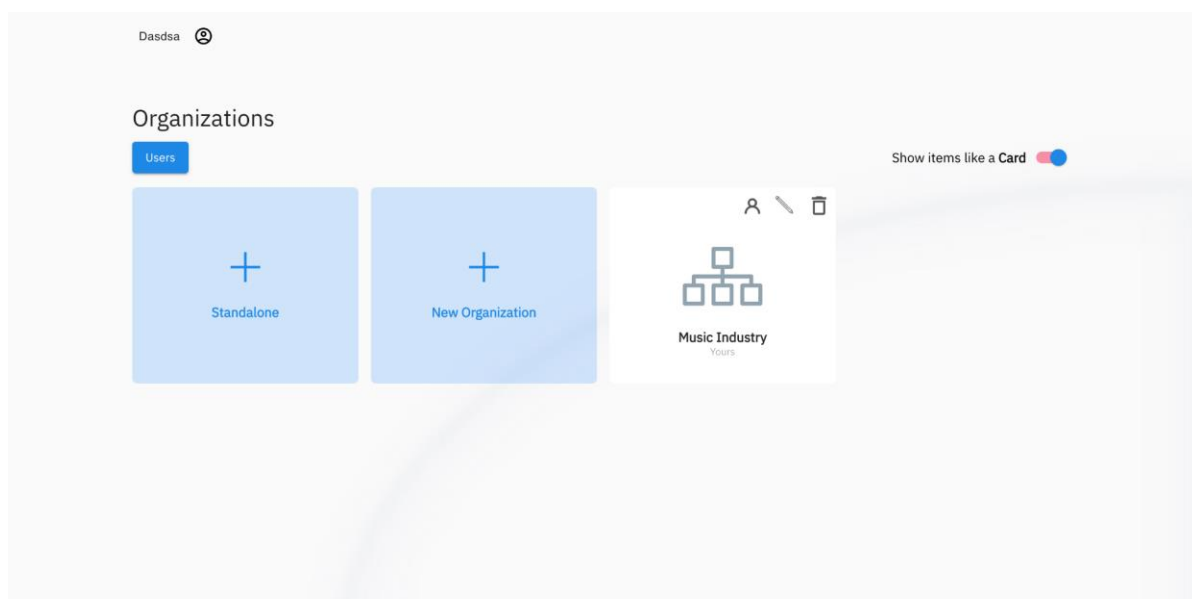 Dasdsa
Organizations
Users
Show items like a Card
Standalone
New Organization
Music Industry
Yours